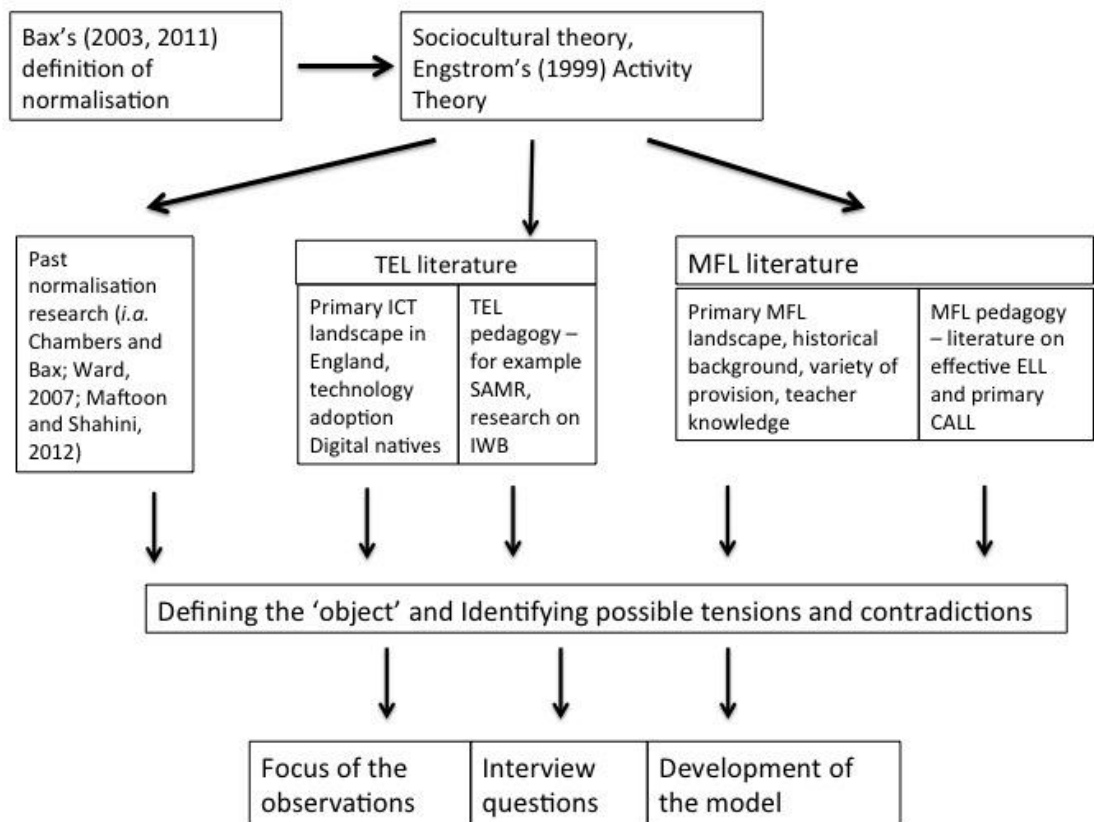 Bax's (2003, 2011)
definition of
normalisation
Sociocultural theory,
Engstrom's (1999) Activity
Theory
Past
normalisation
research (i.a.
Chambers and
Bax; Ward,
2007; Maftoon
and Shahini,
2012)
TEL literature
Primary ICT
landscape in
England,
technology
adoption
Digital natives
TEL
pedagogy –
for example
SAMR,
research on
IWB
MFL literature
Primary MFL
landscape, historical
background, variety of
provision, teacher
knowledge
MFL pedagogy
– literature on
effective ELL
and primary
CALL
Defining the 'object' and Identifying possible tensions and contradictions
Focus of the
observations
Interview
questions
Development of
the model